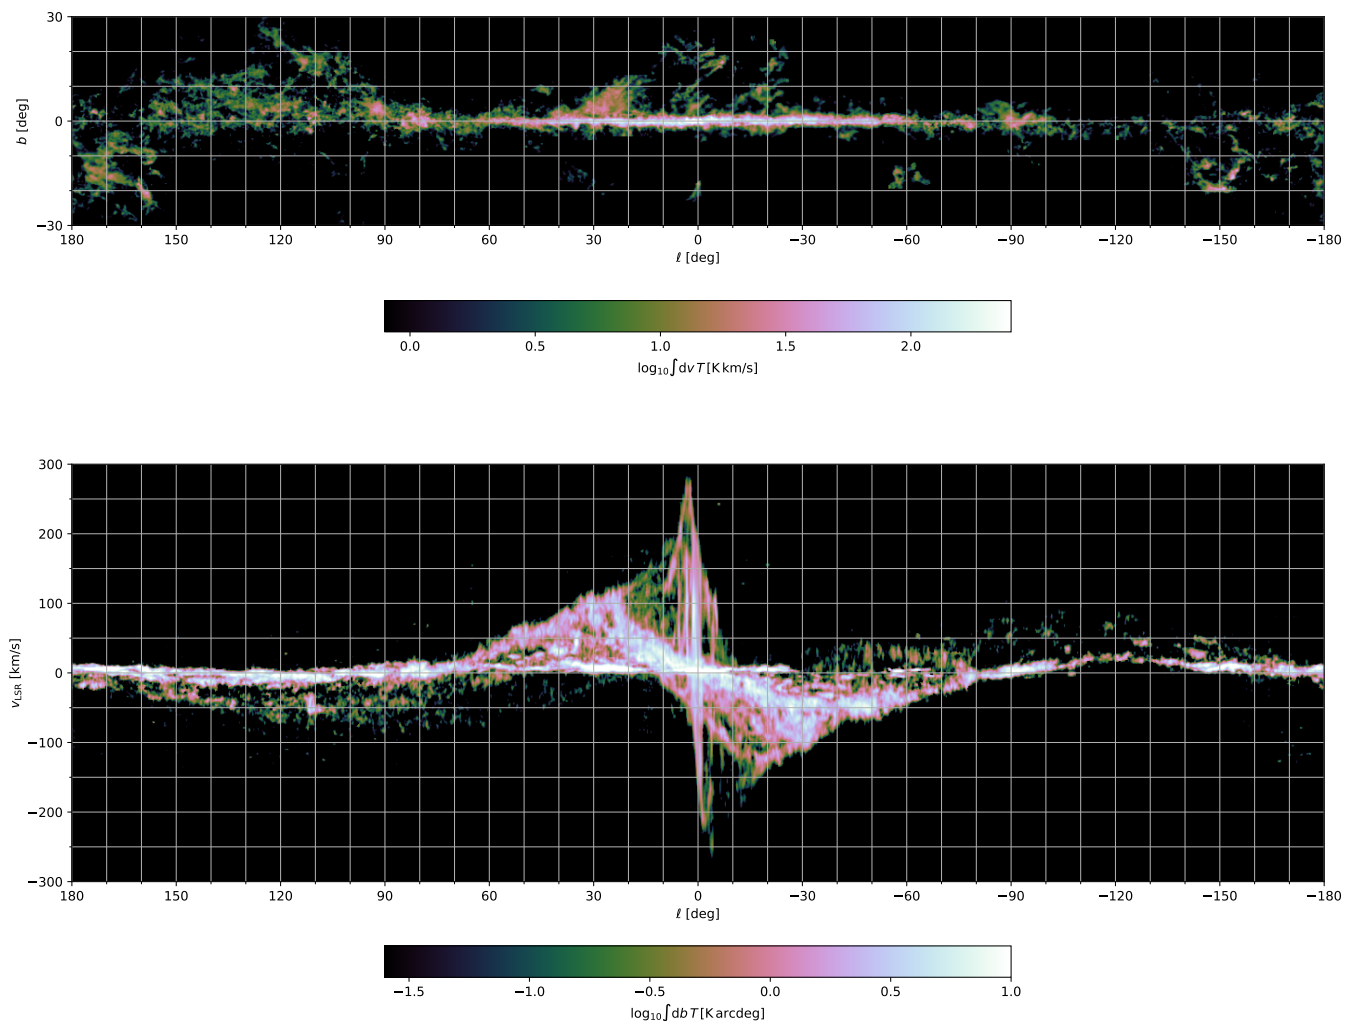 30
0
−30
b [deg]
180 150 120 90 60 30 0 −30 −60 −90 −120 −150 −180
ℓ [deg]
0.0 0.5 1.0 1.5 2.0
log₁₀∫dv T [K km/s]
300
200
100
0
−100
−200
−300
v_LSR [km/s]
180 150 120 90 60 30 0 −30 −60 −90 −120 −150 −180
ℓ [deg]
−1.5 −1.0 −0.5 0.0 0.5 1.0
log₁₀∫db T [K arcdeg]